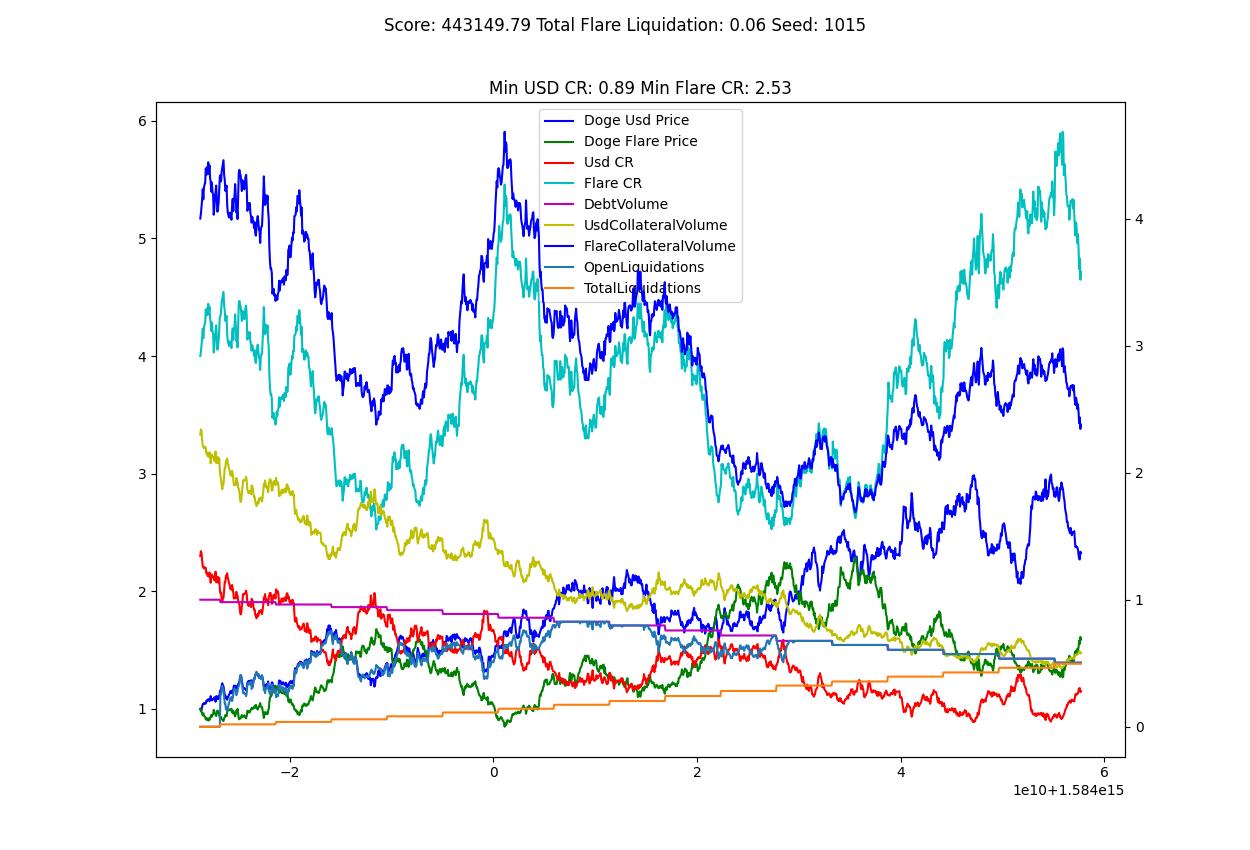 Score: 443149.79 Total Flare Liquidation: 0.06 Seed: 1015
Min USD CR: 0.89 Min Flare CR: 2.53
Doge Usd Price
Doge Flare Price
Usd CR
Flare CR
DebtVolume
UsdCollateralVolume
FlareCollateralVolume
OpenLiquidations
TotalLiquidations
6
5
4
3
2
1
4
3
2
1
0
−2
0
2
4
6
1e10+1.584e15